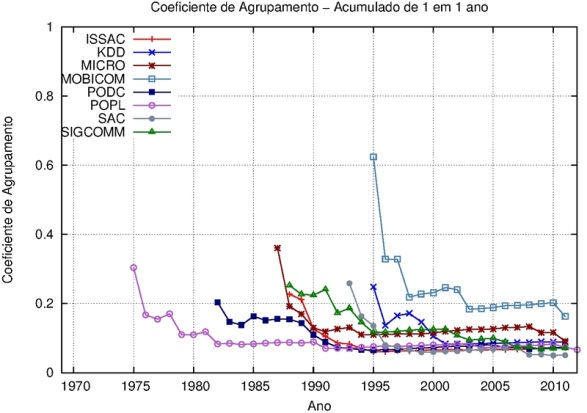 Coeficiente de Agrupamento – Acumulado de 1 em 1 ano
Coeficiente de Agrupamento
1
0.8
0.6
0.4
0.2
0
ISSAC
KDD
MICRO
MOBICOM
PODC
POPL
SAC
SIGCOMM
1970 1975 1980 1985 1990 1995 2000 2005 2010
Ano